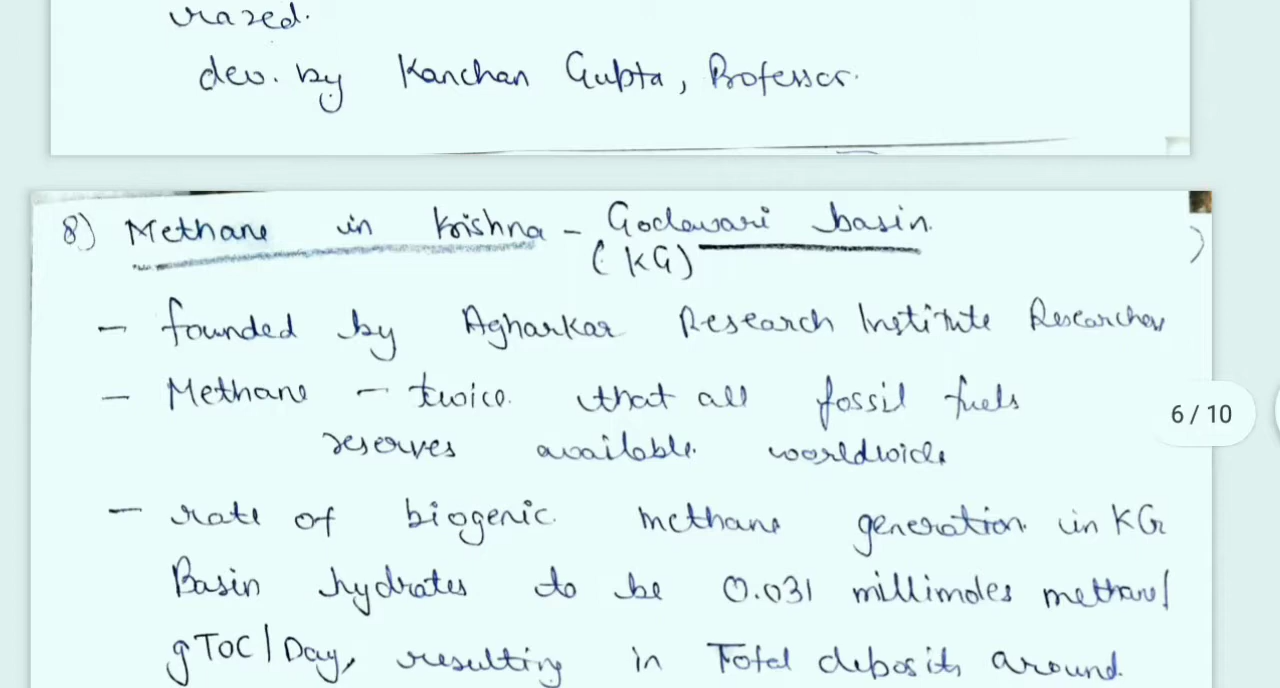 used.
dev. by Kanchan Gupta, Professor.
8) Methane in Krishna - Godawari basin.
(KG)
- founded by Agharkar Research Institute Researcher
- Methane - twice that all fossil fuels
reserves available worldwide
- rate of biogenic methane generation in KG
Basin hydrates to be 0.031 millimoles methane/
gTOC/Day, resulting in Total deposits around
6 / 10